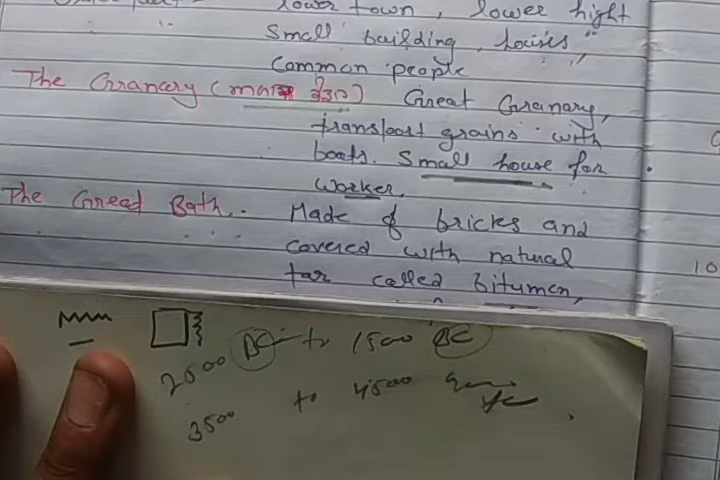 lower town, lower hight
Small building, houses,
Common people
The Granary ( Great Granary,
transport grains with
boats. Small house for
worker.
The Great Bath. Made of bricks and
covered with natural
tar called Bitumen,
2500 BC to 1500 BC
3500 to 4500
10